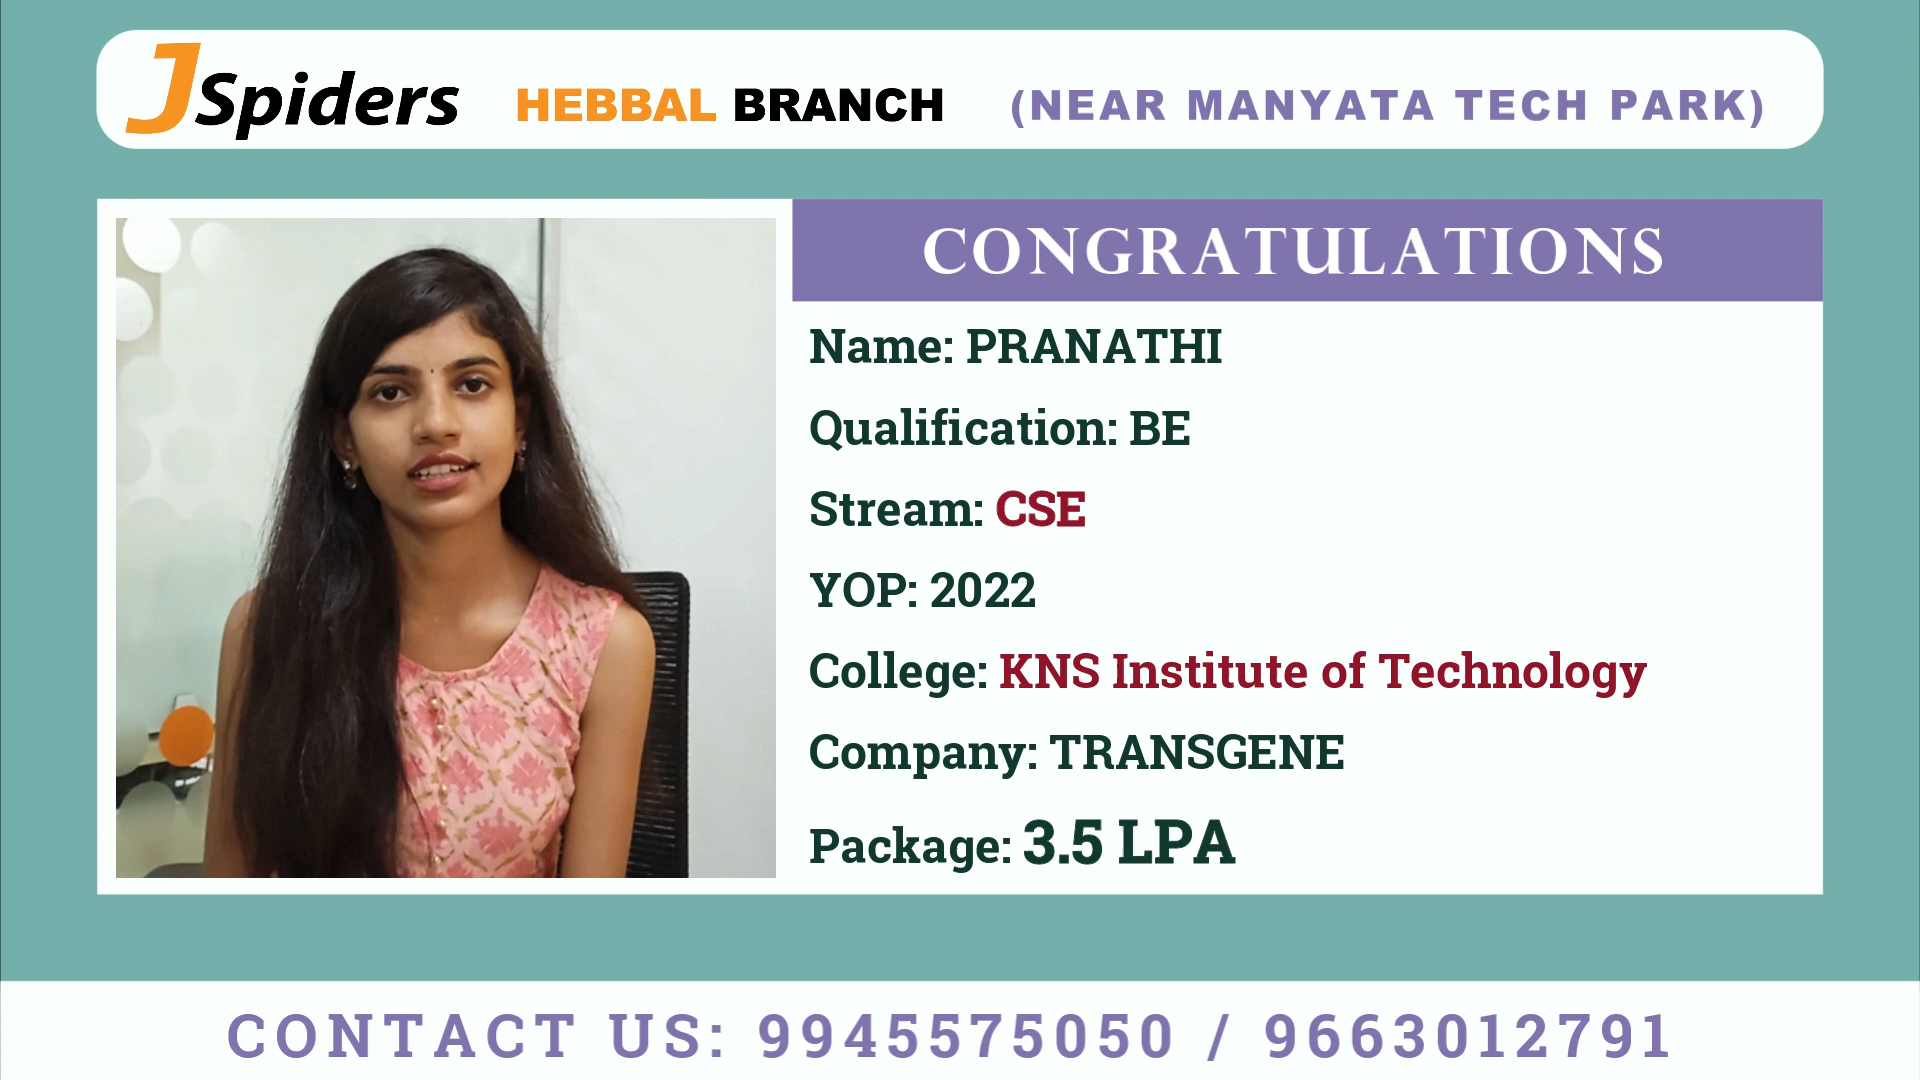 JSpiders HEBBAL BRANCH (NEAR MANYATA TECH PARK)
CONGRATULATIONS
Name: PRANATHI
Qualification: BE
Stream: CSE
YOP: 2022
College: KNS Institute of Technology
Company: TRANSGENE
Package: 3.5 LPA
CONTACT US: 9945575050 / 9663012791